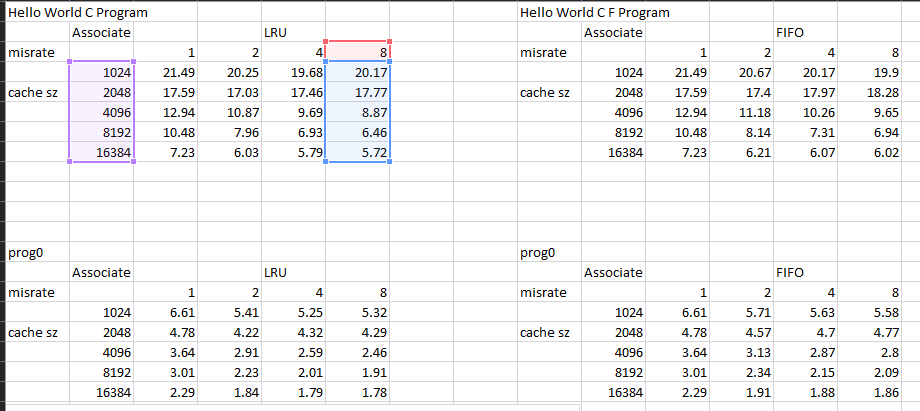 Hello World C Program Hello World C F Program
Associate LRU Associate FIFO
misrate 1 2 4 8 misrate 1 2 4 8
1024 21.49 20.25 19.68 20.17 1024 21.49 20.67 20.17 19.9
cache sz 2048 17.59 17.03 17.46 17.77 cache sz 2048 17.59 17.4 17.97 18.28
4096 12.94 10.87 9.69 8.87 4096 12.94 11.18 10.26 9.65
8192 10.48 7.96 6.93 6.46 8192 10.48 8.14 7.31 6.94
16384 7.23 6.03 5.79 5.72 16384 7.23 6.21 6.07 6.02
prog0 prog0
Associate LRU Associate FIFO
misrate 1 2 4 8 misrate 1 2 4 8
1024 6.61 5.41 5.25 5.32 1024 6.61 5.71 5.63 5.58
cache sz 2048 4.78 4.22 4.32 4.29 cache sz 2048 4.78 4.57 4.7 4.77
4096 3.64 2.91 2.59 2.46 4096 3.64 3.13 2.87 2.8
8192 3.01 2.23 2.01 1.91 8192 3.01 2.34 2.15 2.09
16384 2.29 1.84 1.79 1.78 16384 2.29 1.91 1.88 1.86